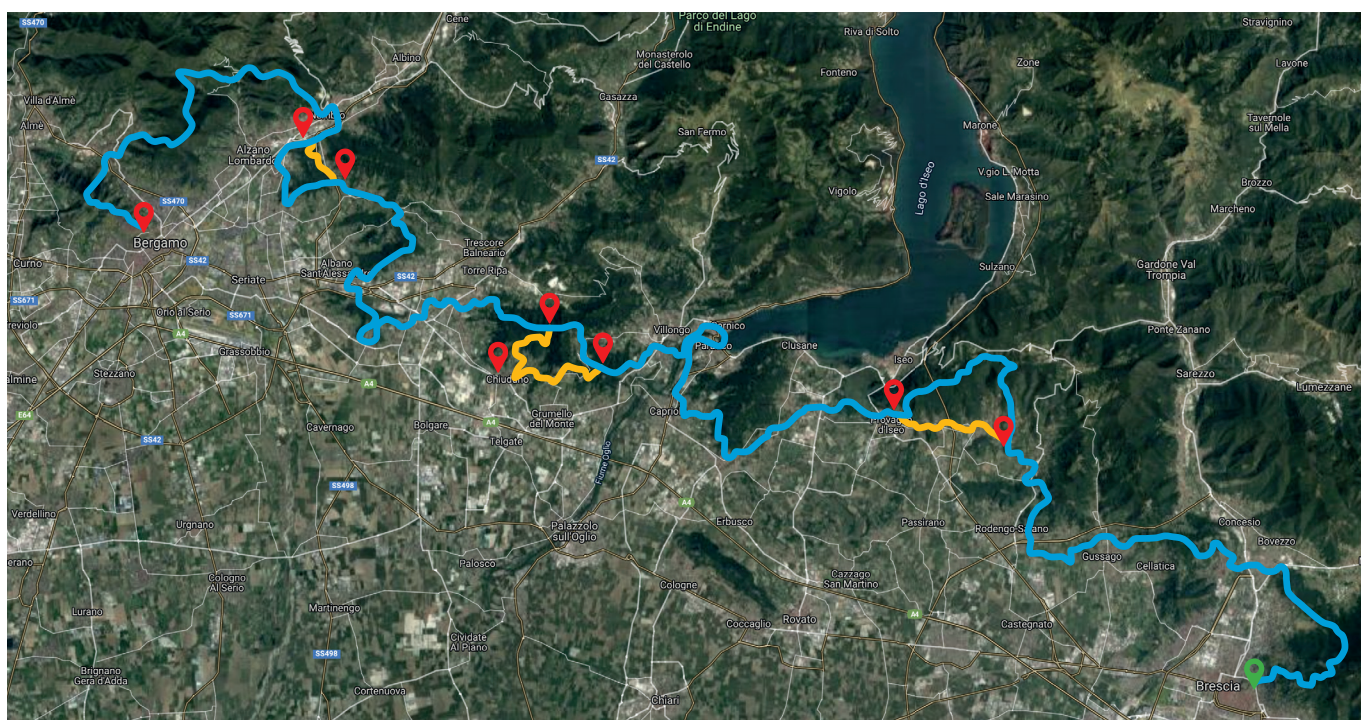 SS470
Cene
Parco del Lago
di Endine
Riva di Solto
Stravignino
Albino
Monasterolo
del Castello
Zone
Lavone
Fonteno
Villa d'Almè
Casazza
Almè
San Fermo
Marone
Tavernole
sul Mella
Alzano
Lombardo
SS42
V.gio L. Motta
Vigolo
Lago d'Iseo
Sale Marasino
Brozzo
SS470
Marcheno
Bergamo
Trescore
Balneario
Curno
SS42
Albano
Sant'Alessandro
Torre Ripa
Sulzano
Gardone Val
Trompia
Seriate
SS42
SS671
Orio al Serio
SS671
Villongo
Ponte Zanano
A4
Grassobbio
Paratico
Clusane
Iseo
Stezzano
Chiuduno
Sarezzo
Lumezzane
A4
E64
Grumello
del Monte
Capriolo
Provaglio
d'Iseo
Cavernago
Bolgare
A4
Telgate
SS42
Fiume Oglio
SS498
A4
Verdellino
Urgnano
Palazzolo
sull'Oglio
Erbusco
Passirano
Rodengo Saiano
Concesio
Bovezzo
Gussago
Cellatica
Palosco
Cologno
Al Serio
Cologne
Cazzago
San Martino
Lurano
Martinengo
Rovato
A4
Coccaglio
Castegnato
Cividate
Al Piano
SS498
Brignano
Gera d'Adda
Cortenuova
Chiari
Brescia